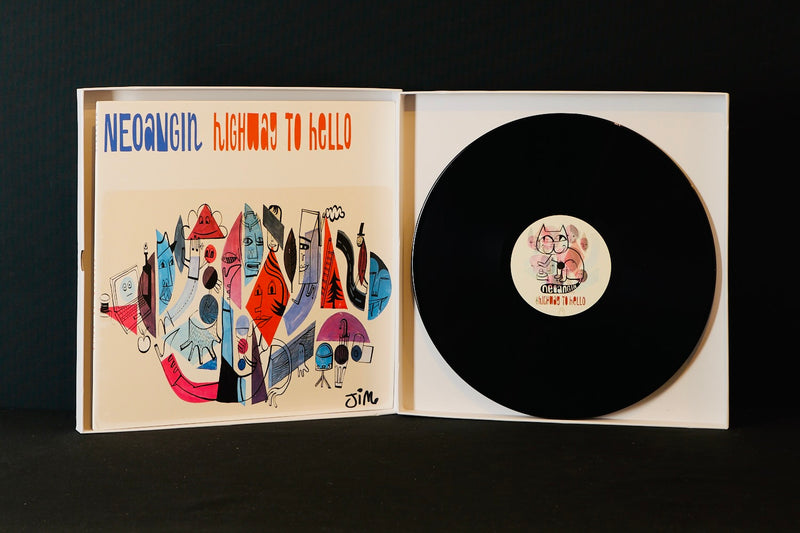 NEOANGIN highway to hello
JiM
neoangin
highway to hello